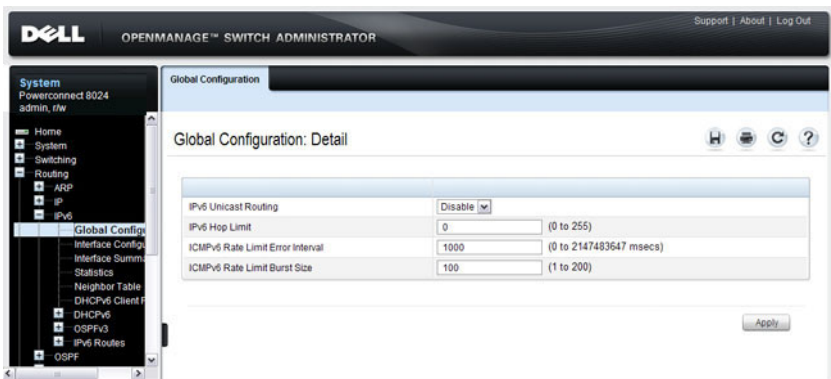 Support | About | Log Out
DELL OPENMANAGE™ SWITCH ADMINISTRATOR
System
Powerconnect 8024
admin, r/w
Home
System
Switching
Routing
ARP
IP
IPv6
Global Configu
Interface Configu
Interface Summa
Statistics
Neighbor Table
DHCPv6 Client F
DHCPv6
OSPFv3
IPv6 Routes
OSPF
Global Configuration
Global Configuration: Detail
IPv6 Unicast Routing Disable
IPv6 Hop Limit 0 (0 to 255)
ICMPv6 Rate Limit Error Interval 1000 (0 to 2147483647 msecs)
ICMPv6 Rate Limit Burst Size 100 (1 to 200)
Apply